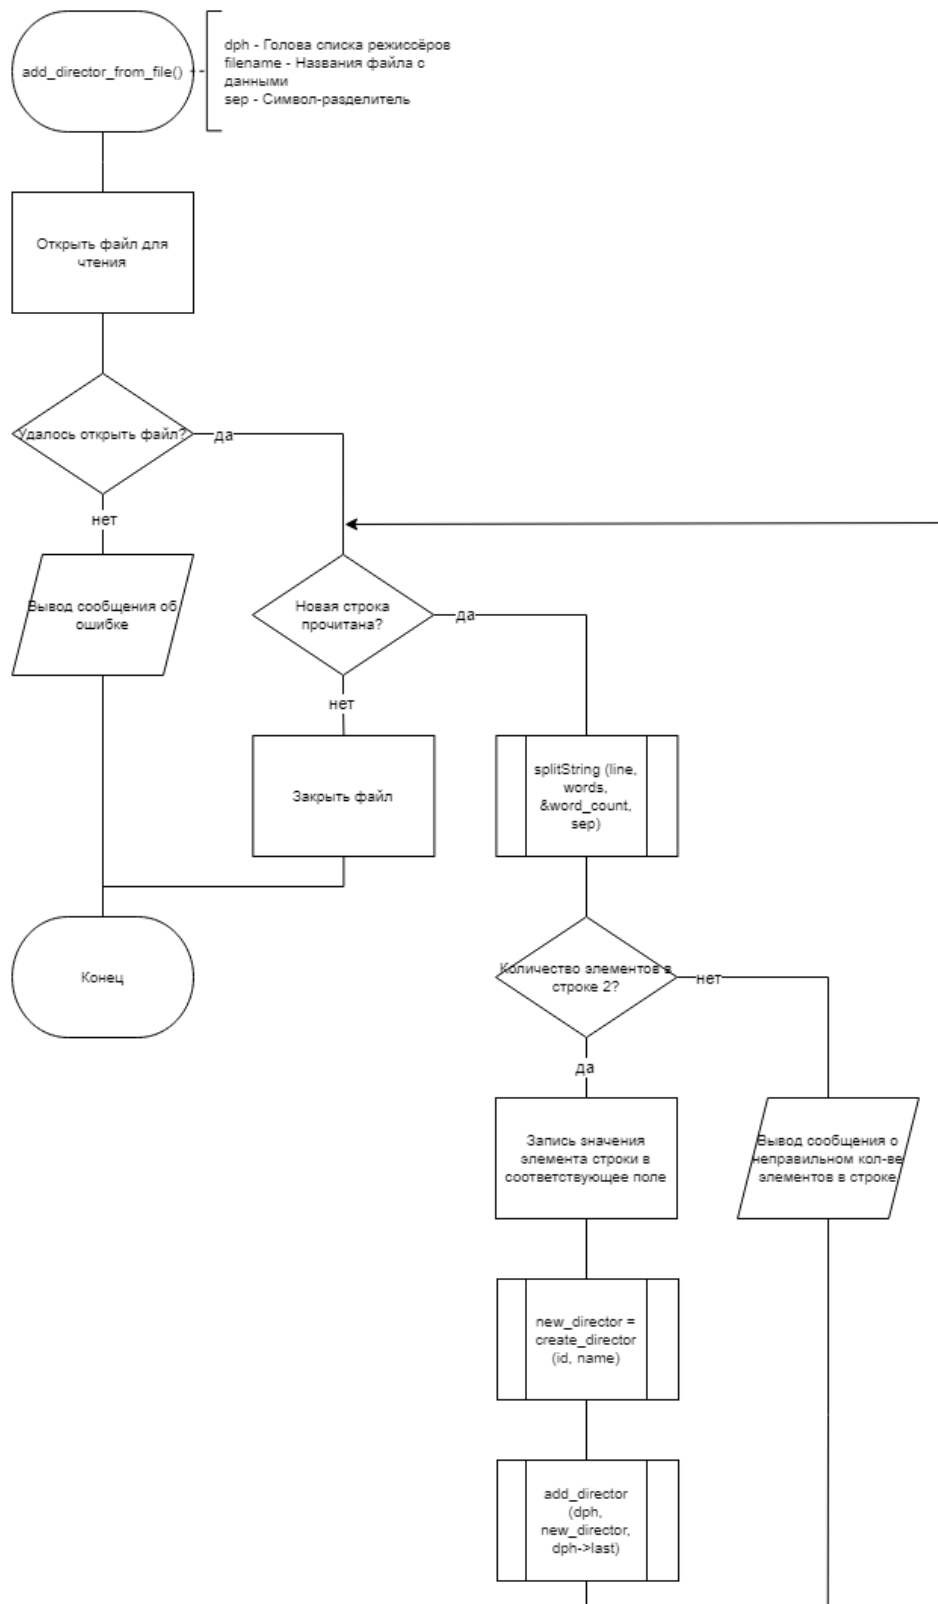 add_director_from_file()
dph - Голова списка режиссёров
filename - Названия файла с
данными
sep - Символ-разделитель
Открыть файл для
чтения
Удалось открыть файл?
да
нет
Вывод сообщения об
ошибке
Новая строка
прочитана?
да
нет
Закрыть файл
splitString (line,
words,
&word_count,
sep)
Конец
Количество элементов в
строке 2?
нет
да
Запись значения
элемента строки в
соответствующее поле
Вывод сообщения о
неправильном кол-ве
элементов в строке
new_director =
create_director
(id, name)
add_director
(dph,
new_director,
dph->last)